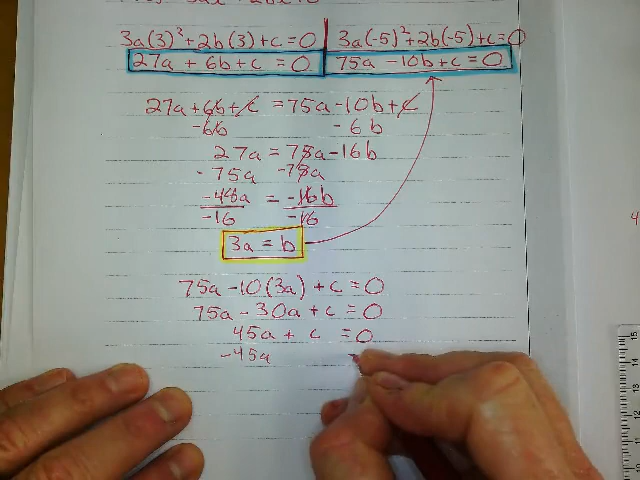 3a(3)²+2b(3)+c=0 3a(-5)²+2b(-5)+c=0
27a + 6b + c = 0 75a - 10b + c = 0
27a + 6b + c = 75a - 10b + c
-6b - 6b
27a = 75a - 16b
- 75a -75a
-48a = -16b
-16 -16
3a = b
75a - 10(3a) + c = 0
75a - 30a + c = 0
45a + c = 0
-45a